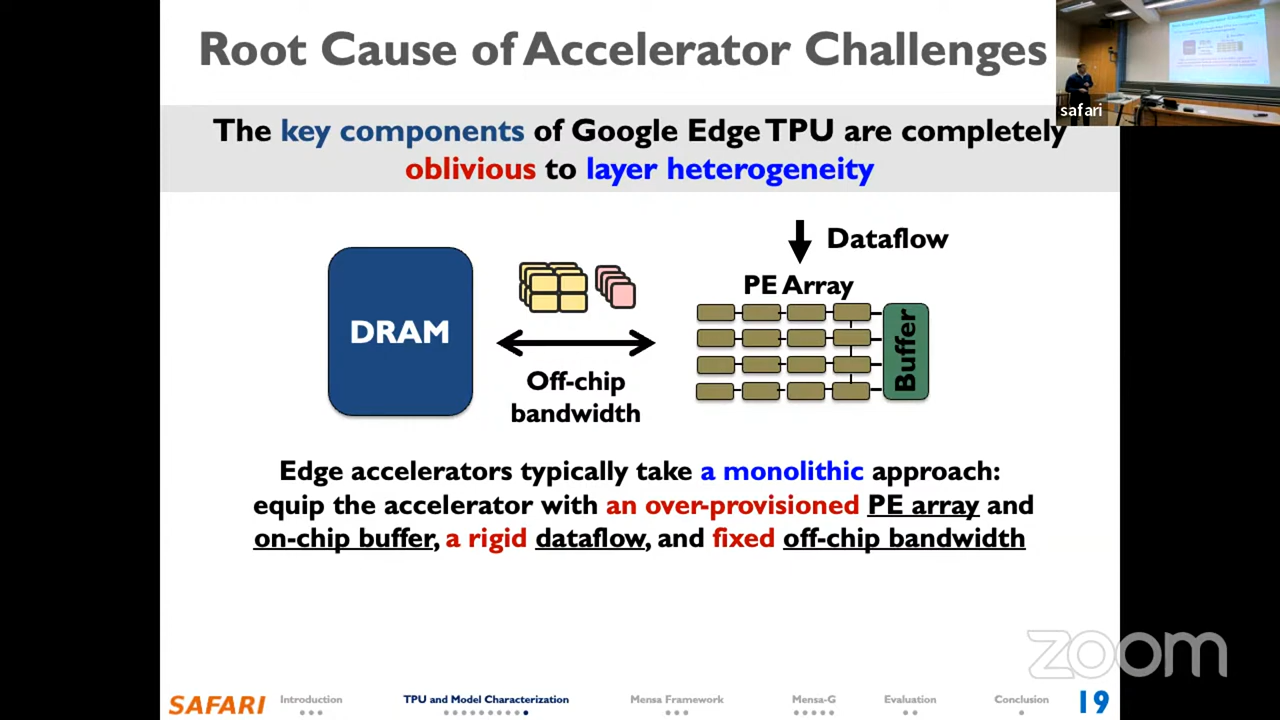 Root Cause of Accelerator Challenges
safari
The key components of Google Edge TPU are completely
oblivious to layer heterogeneity
Dataflow
PE Array
DRAM
Buffer
Off-chip
bandwidth
Edge accelerators typically take a monolithic approach:
equip the accelerator with an over-provisioned PE array and
on-chip buffer, a rigid dataflow, and fixed off-chip bandwidth
zoom
SAFARI
Introduction
TPU and Model Characterization
Mensa Framework
Mensa-G
Evaluation
Conclusion
19